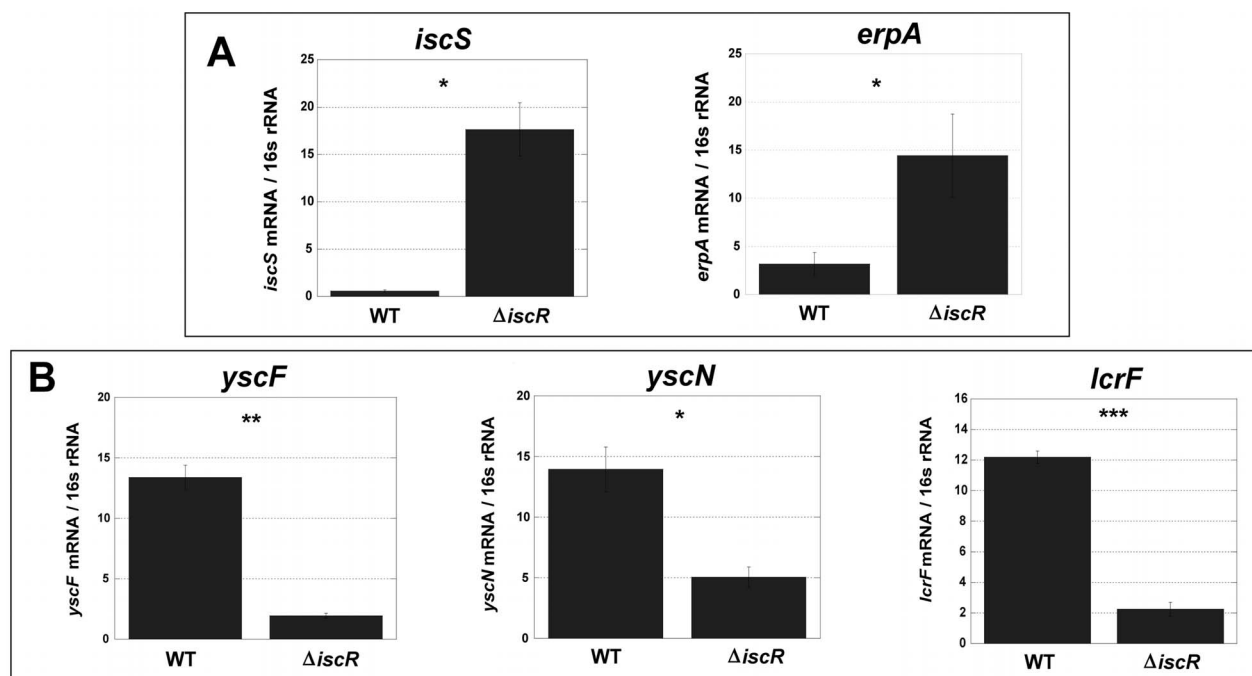 A
iscS
erpA
*
*
iscS mRNA / 16s rRNA
25
20
15
10
5
0
WT
ΔiscR
erpA mRNA / 16s rRNA
25
20
15
10
5
0
WT
ΔiscR
B
yscF
yscN
lcrF
**
*
***
yscF mRNA / 16s rRNA
20
15
10
5
0
WT
ΔiscR
yscN mRNA / 16s rRNA
20
15
10
5
0
WT
ΔiscR
lcrF mRNA / 16s rRNA
16
14
12
10
8
6
4
2
0
WT
ΔiscR